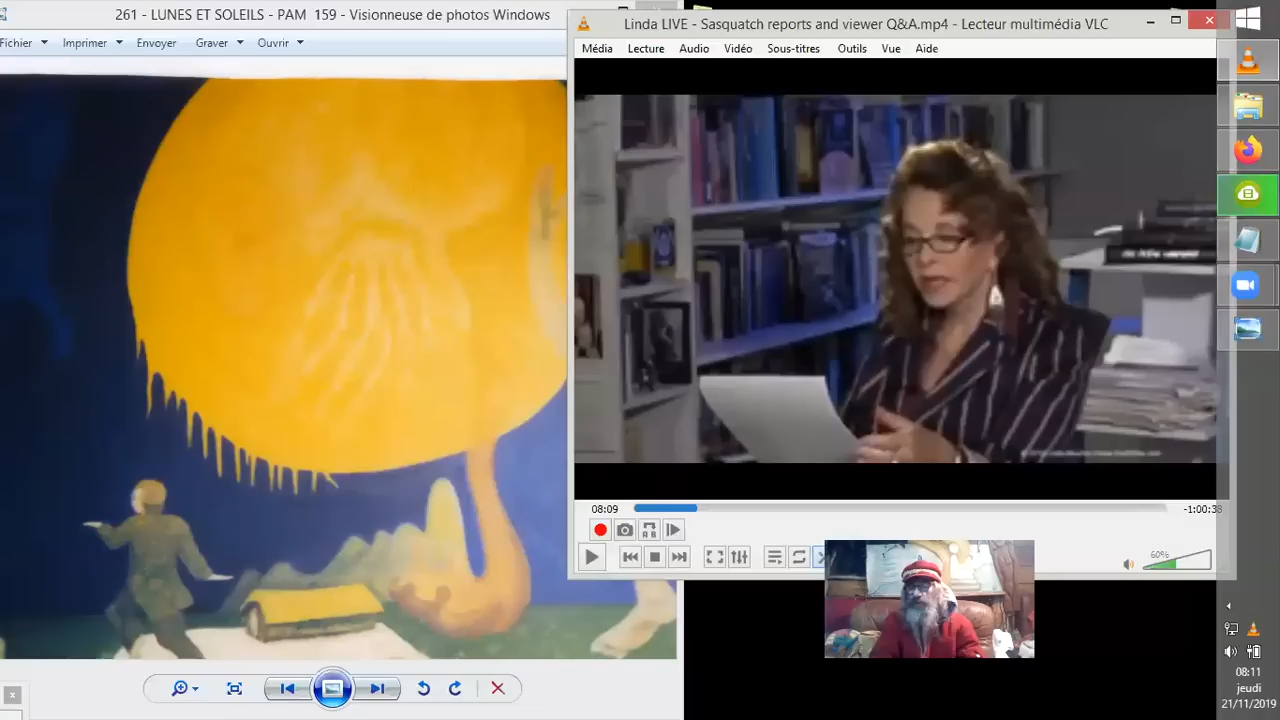 261 - LUNES ET SOLEILS - PAM 159 - Visionneuse de photos Windows
Fichier Imprimer Envoyer Graver Ouvrir
Linda LIVE - Sasquatch reports and viewer Q&A.mp4 - Lecteur multimédia VLC
Média Lecture Audio Vidéo Sous-titres Outils Vue Aide
08:09
-1:00:38
A B
60%
x
08:11
jeudi
21/11/2019